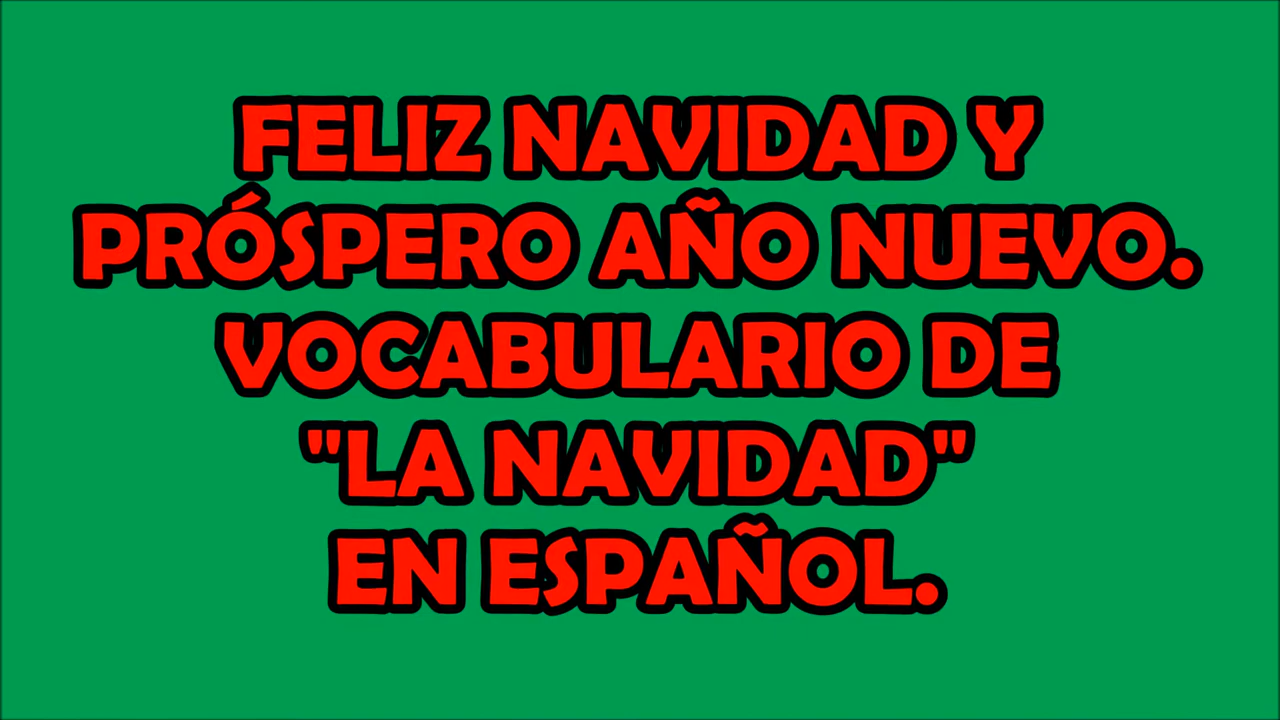 FELIZ NAVIDAD Y
PRÓSPERO AÑO NUEVO.
VOCABULARIO DE
"LA NAVIDAD"
EN ESPAÑOL.